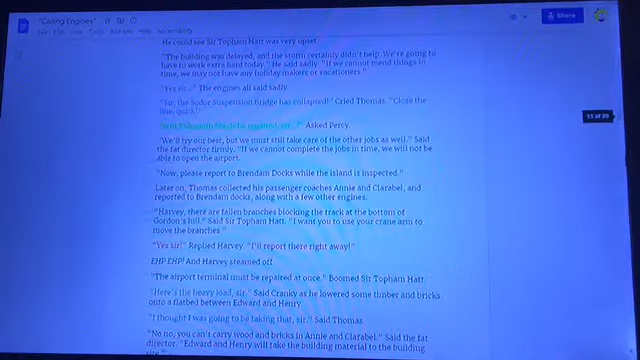 "Calling Engines"
File Edit View Tools Add-ons Help Accessibility
Share
He could see Sir Topham Hatt was very upset.
"The building was delayed, and the storm certainly didn't help. We're going
to have to work extra hard today." He said sadly. "If we cannot mend things in
time, we may not have any holiday makers or vacationers."
"Yes sir..." The engines all said sadly.
"Sir, the Sodor Suspension Bridge has collapsed!" Cried Thomas. "Close the
line, quick!"
be repaired, sir...?" Asked Percy.
"We'll try our best, but we must still take care of the other jobs as well." Said
the fat director firmly. "If we cannot complete the jobs in time, we will not be
able to open the airport.
"Now, please report to Brendam Docks while the island is inspected."
Later on, Thomas collected his passenger coaches Annie and Clarabel, and
reported to Brendam docks, along with a few other engines.
"Harvey, there are fallen branches blocking the track at the bottom of
Gordon's hill." Said Sir Topham Hatt. "I want you to use your crane arm to
move the branches."
"Yes sir!" Replied Harvey. "I'll report there right away!"
EHP EHP! And Harvey steamed off.
"The airport terminal must be repaired at once." Boomed Sir Topham Hatt.
"Here's the heavy load, sir." Said Cranky as he lowered some timber and bricks
onto a flatbed between Edward and Henry.
"I thought I was going to be taking that, sir." Said Thomas.
"No no, you can't carry wood and bricks in Annie and Clarabel." Said the fat
director. "Edward and Henry will take the building material to the building
site."